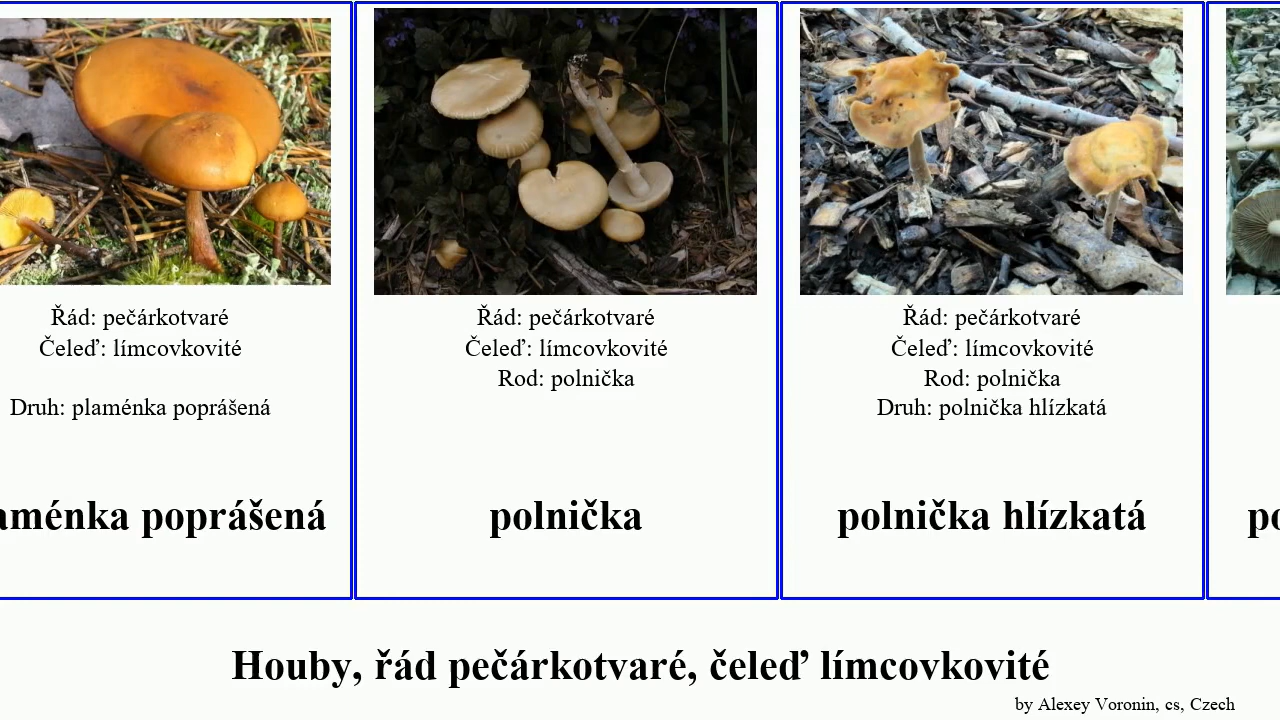 Řád: pečárkotvaré
Čeleď: límcovkovité
Druh: plaménka poprášená
aménka poprášená
Řád: pečárkotvaré
Čeleď: límcovkovité
Rod: polnička
polnička
Řád: pečárkotvaré
Čeleď: límcovkovité
Rod: polnička
Druh: polnička hlízkatá
polnička hlízkatá
po
Houby, řád pečárkotvaré, čeleď límcovkovité
by Alexey Voronin, cs, Czech